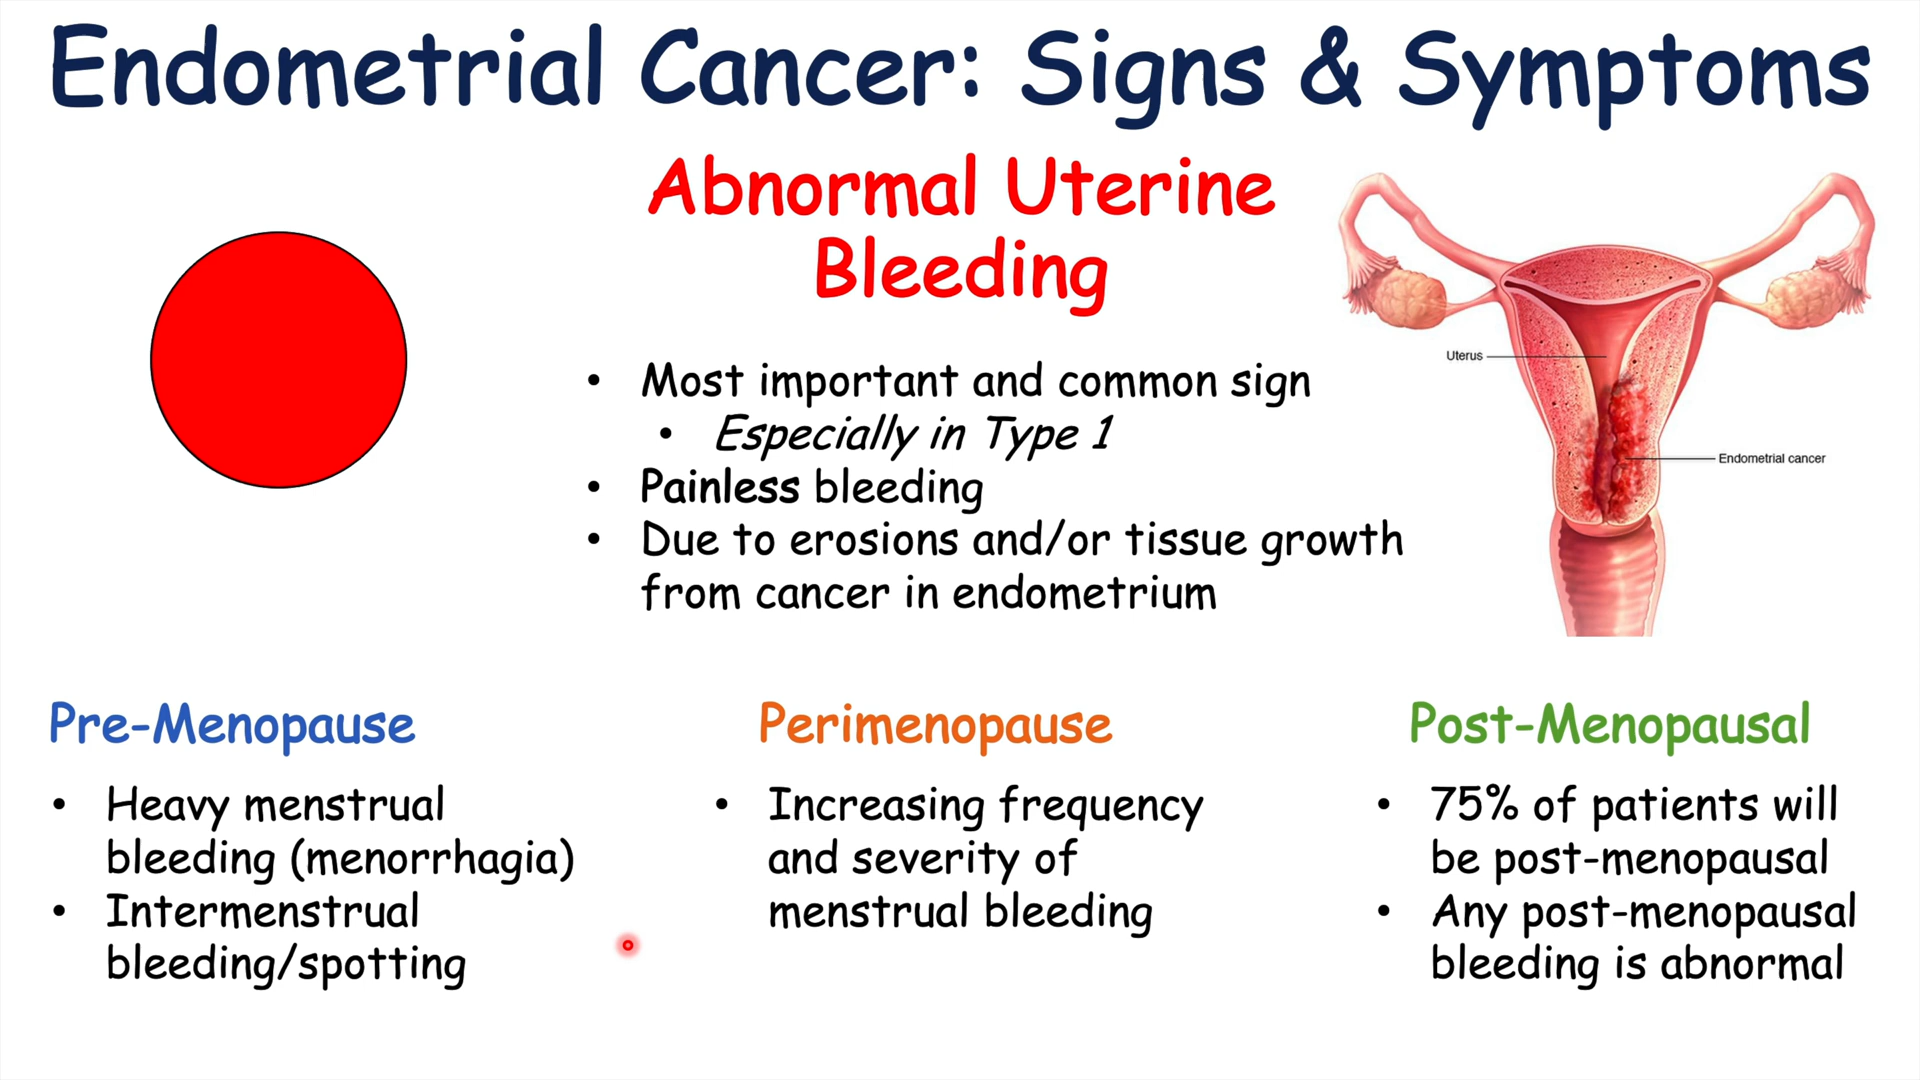 Endometrial Cancer: Signs & Symptoms
Abnormal Uterine
Bleeding
• Most important and common sign
• Especially in Type 1
• Painless bleeding
• Due to erosions and/or tissue growth
from cancer in endometrium
Uterus
Endometrial cancer
Pre-Menopause
• Heavy menstrual
bleeding (menorrhagia)
• Intermenstrual
bleeding/spotting
Perimenopause
• Increasing frequency
and severity of
menstrual bleeding
Post-Menopausal
• 75% of patients will
be post-menopausal
• Any post-menopausal
bleeding is abnormal